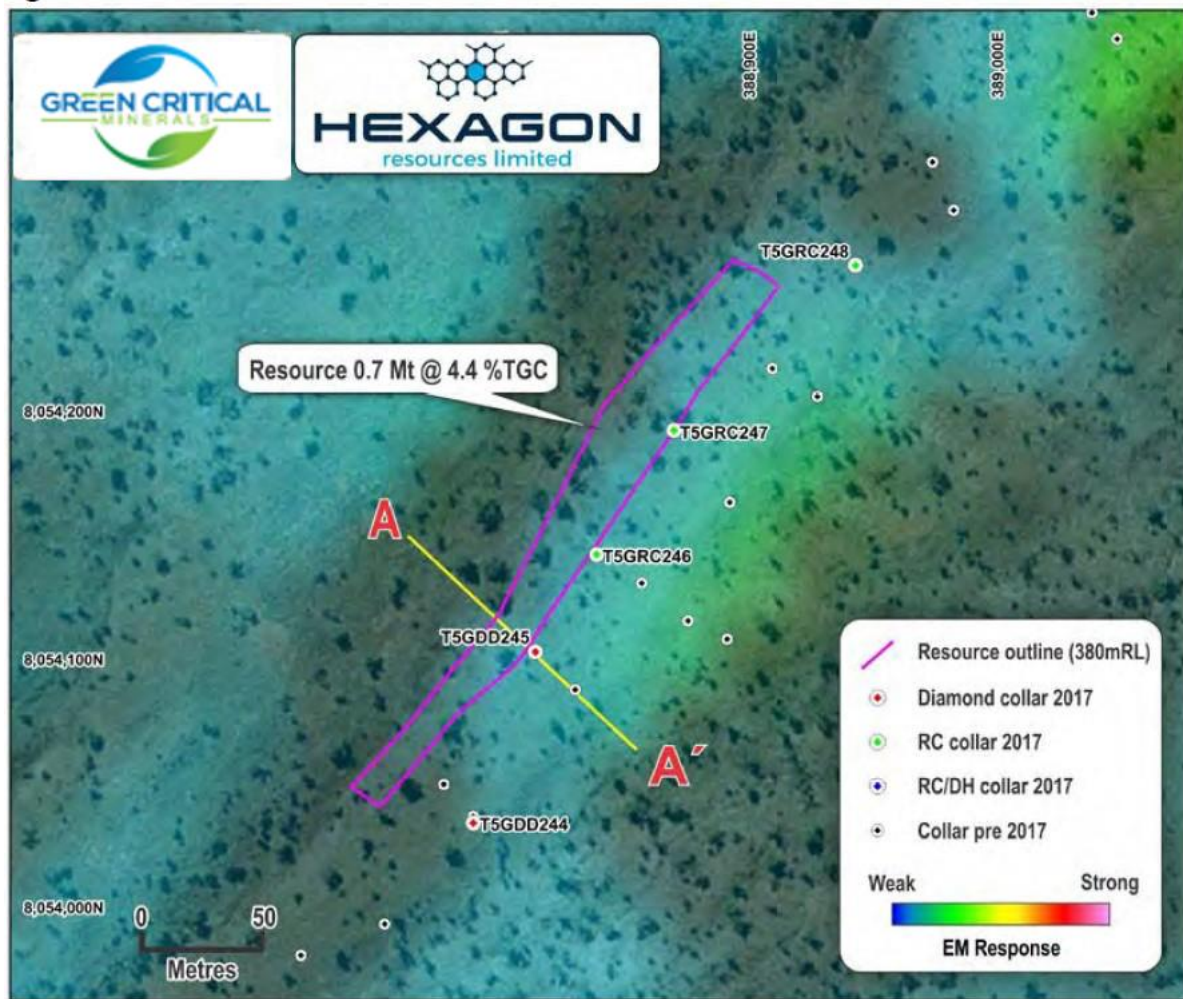 GREEN CRITICAL
MINERALS
HEXAGON
resources limited
388,900E
389,000E
T5GRC248
Resource 0.7 Mt @ 4.4 %TGC
8,054,200N
T5GRC247
A
T5GRC246
T5GDD245
8,054,100N
A´
T5GDD244
8,054,000N
0 50
Metres
Resource outline (380mRL)
Diamond collar 2017
RC collar 2017
RC/DH collar 2017
Collar pre 2017
Weak Strong
EM Response